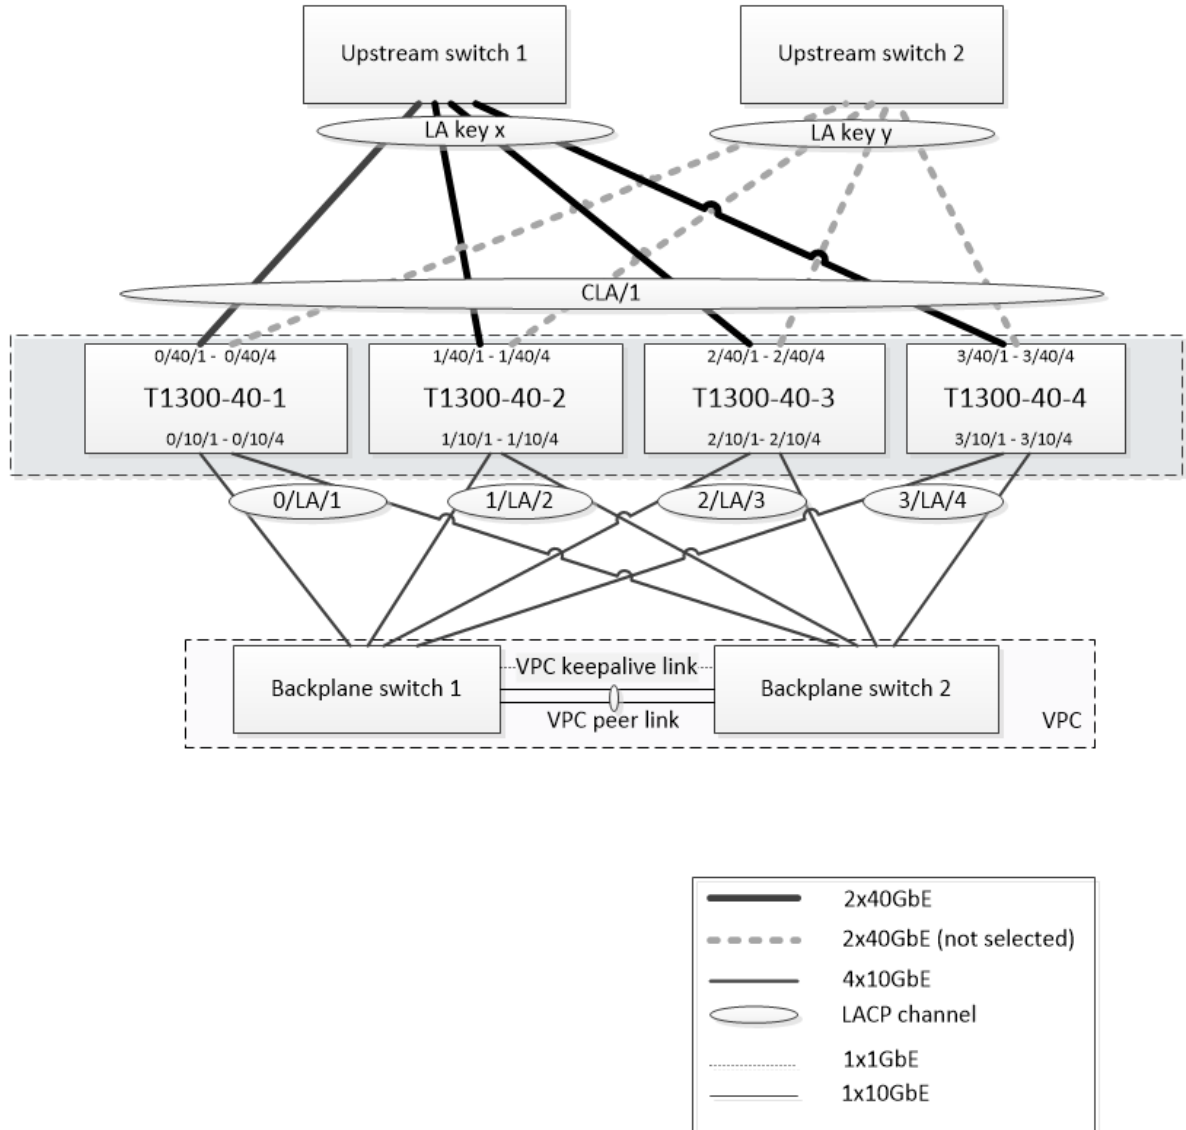 Upstream switch 1
Upstream switch 2
LA key x
LA key y
CLA/1
0/40/1 - 0/40/4
1/40/1 - 1/40/4
2/40/1 - 2/40/4
3/40/1 - 3/40/4
T1300-40-1
T1300-40-2
T1300-40-3
T1300-40-4
0/10/1 - 0/10/4
1/10/1 - 1/10/4
2/10/1- 2/10/4
3/10/1 - 3/10/4
0/LA/1
1/LA/2
2/LA/3
3/LA/4
VPC keepalive link
Backplane switch 1
Backplane switch 2
VPC peer link
VPC
2x40GbE
2x40GbE (not selected)
4x10GbE
LACP channel
1x1GbE
1x10GbE